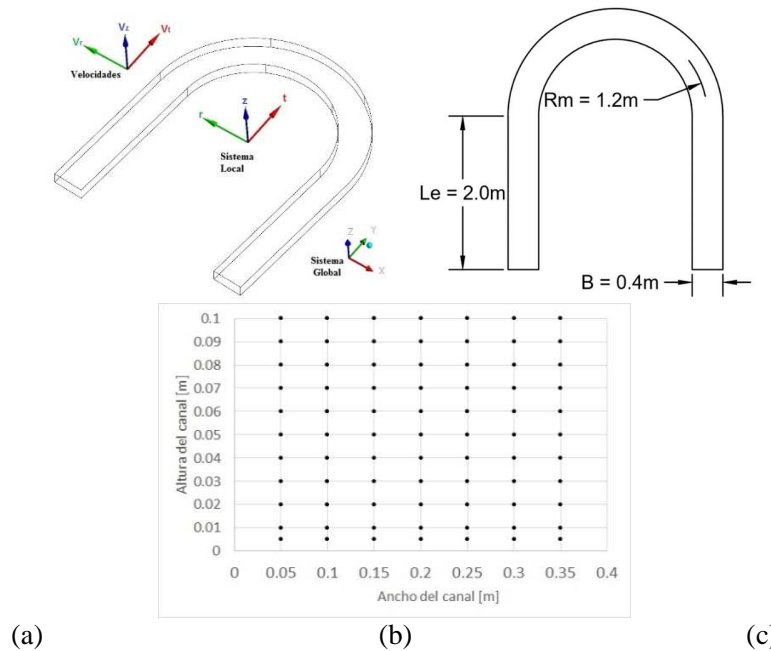 Vr
Vz
Vt
Velocidades
r
z
t
Sistema
Local
Sistema
Global
Z
Y
X
Rm = 1.2m
Le = 2.0m
B = 0.4m
Altura del canal [m]
0.1
0.09
0.08
0.07
0.06
0.05
0.04
0.03
0.02
0.01
0
0 0.05 0.1 0.15 0.2 0.25 0.3 0.35 0.4
Ancho del canal [m]
(a) (b) (c)